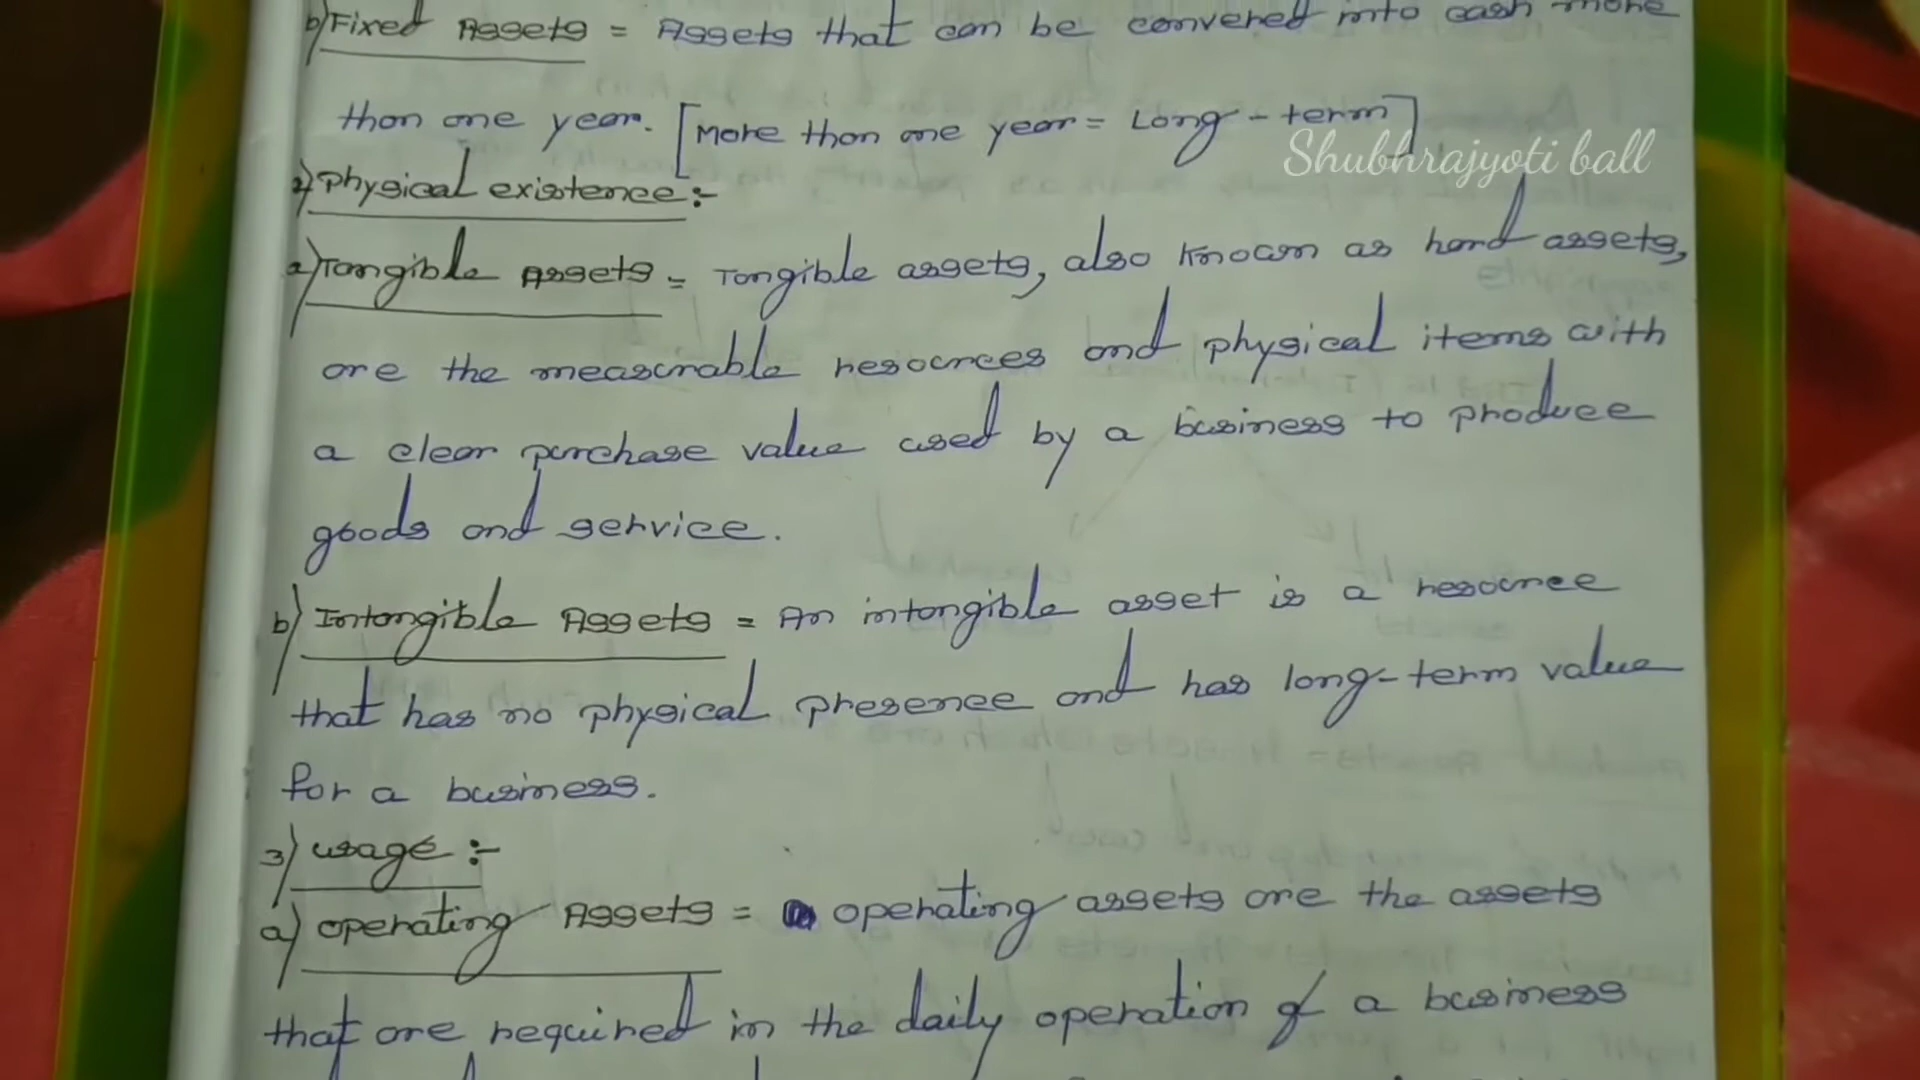 b) Fixed Assets = Assets that can be convered into cash more
than one year. [More than one year = Long-term]
Shubhrajyoti ball
2) Physical existence:-
a) Tangible Assets = Tangible assets, also known as hard assets,
are the measurable resources and physical items with
a clear purchase value used by a business to produce
goods and service.
b) Intangible Assets = An intangible asset is a resource
that has no physical presence and has long-term value
for a business.
3) usage :-
a) operating Assets = operating assets are the assets
that are required in the daily operation of a business